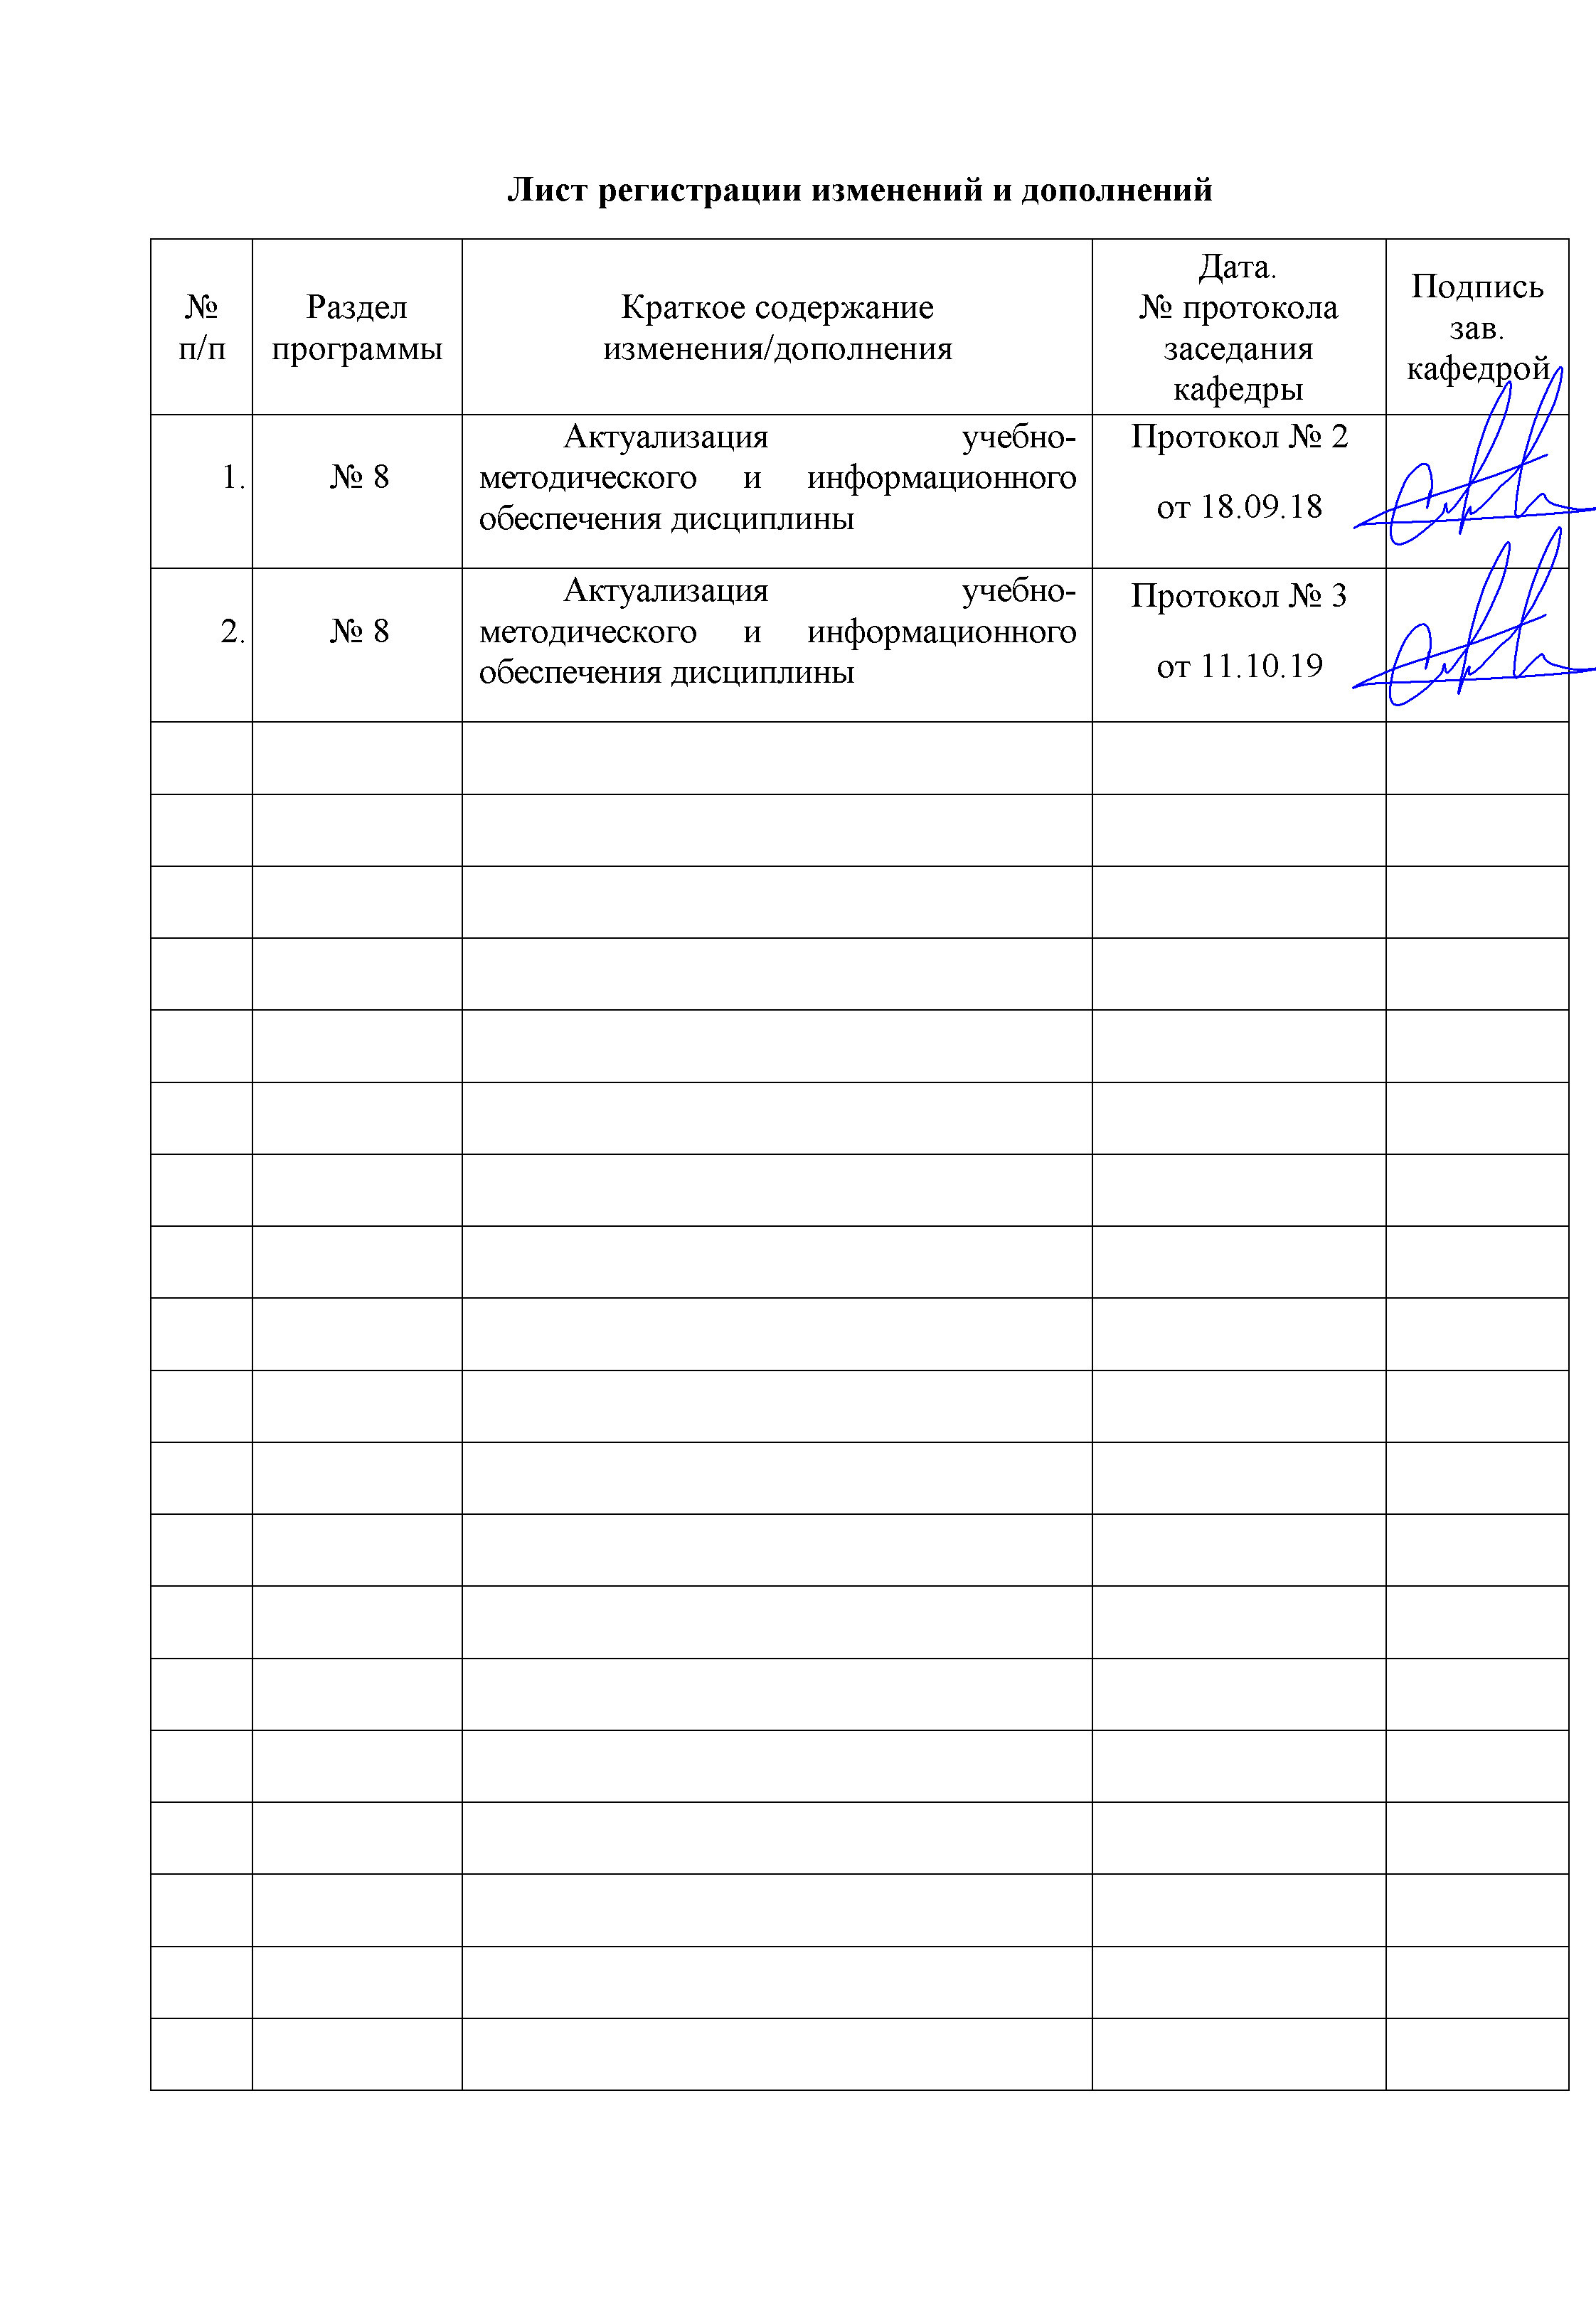 Лист регистрации изменений и дополнений
№
п/п
Раздел
программы
Краткое содержание
изменения/дополнения
Дата.
№ протокола
заседания
кафедры
Подпись
зав.
кафедрой
1.
№ 8
Актуализация учебно-
методического и информационного
обеспечения дисциплины
Протокол № 2
от 18.09.18
2.
№ 8
Актуализация учебно-
методического и информационного
обеспечения дисциплины
Протокол № 3
от 11.10.19